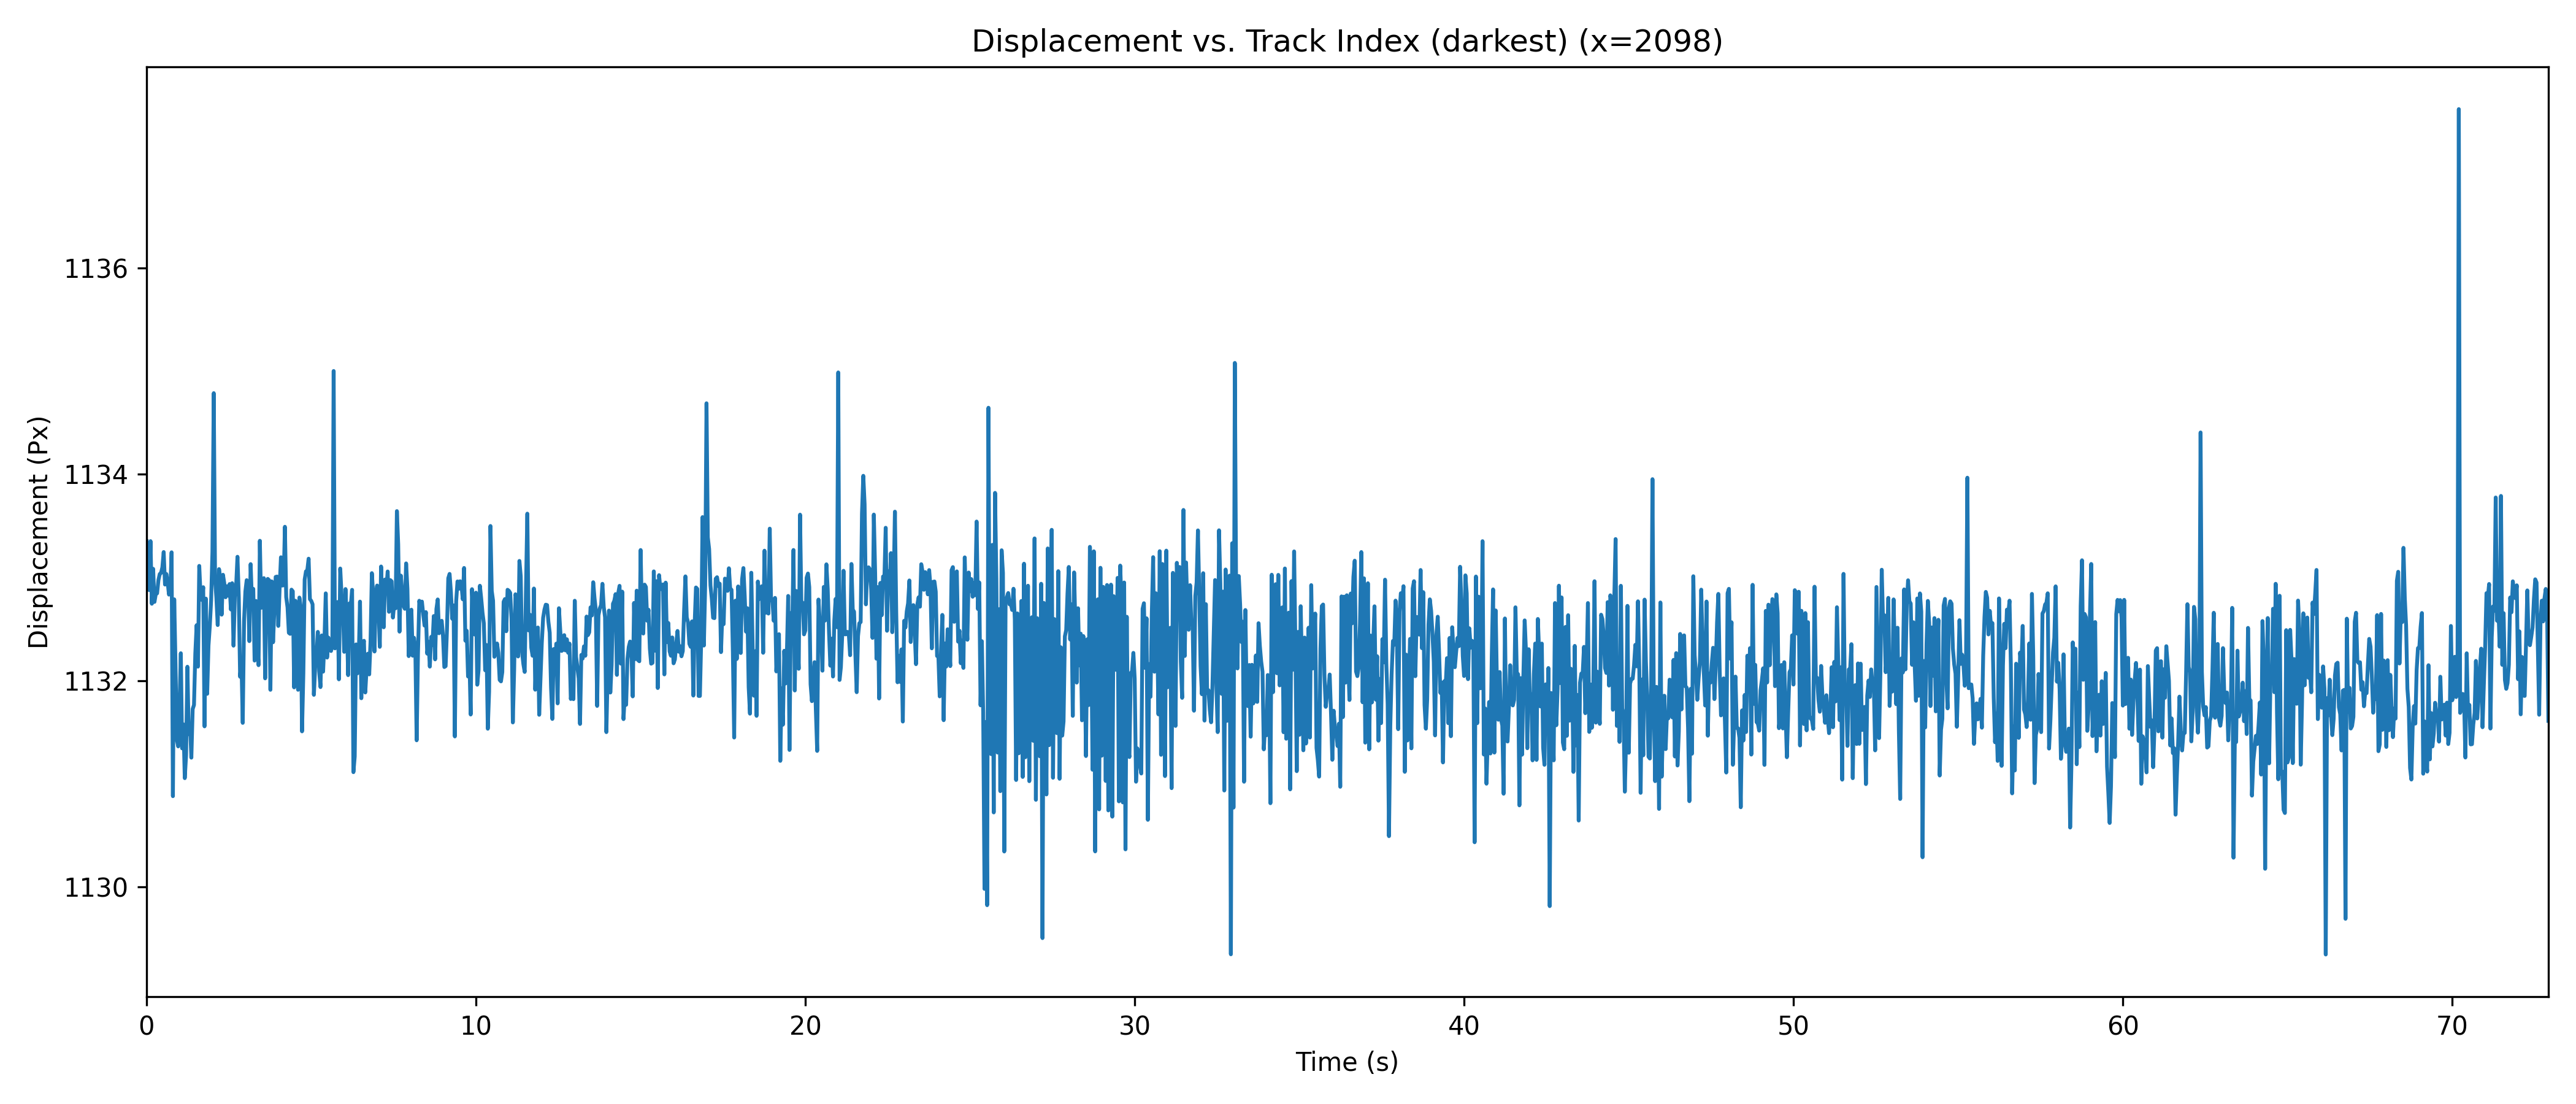 Displacement vs. Track Index (darkest) (x=2098)
Displacement (Px)
1136
1134
1132
1130
0 10 20 30 40 50 60 70
Time (s)